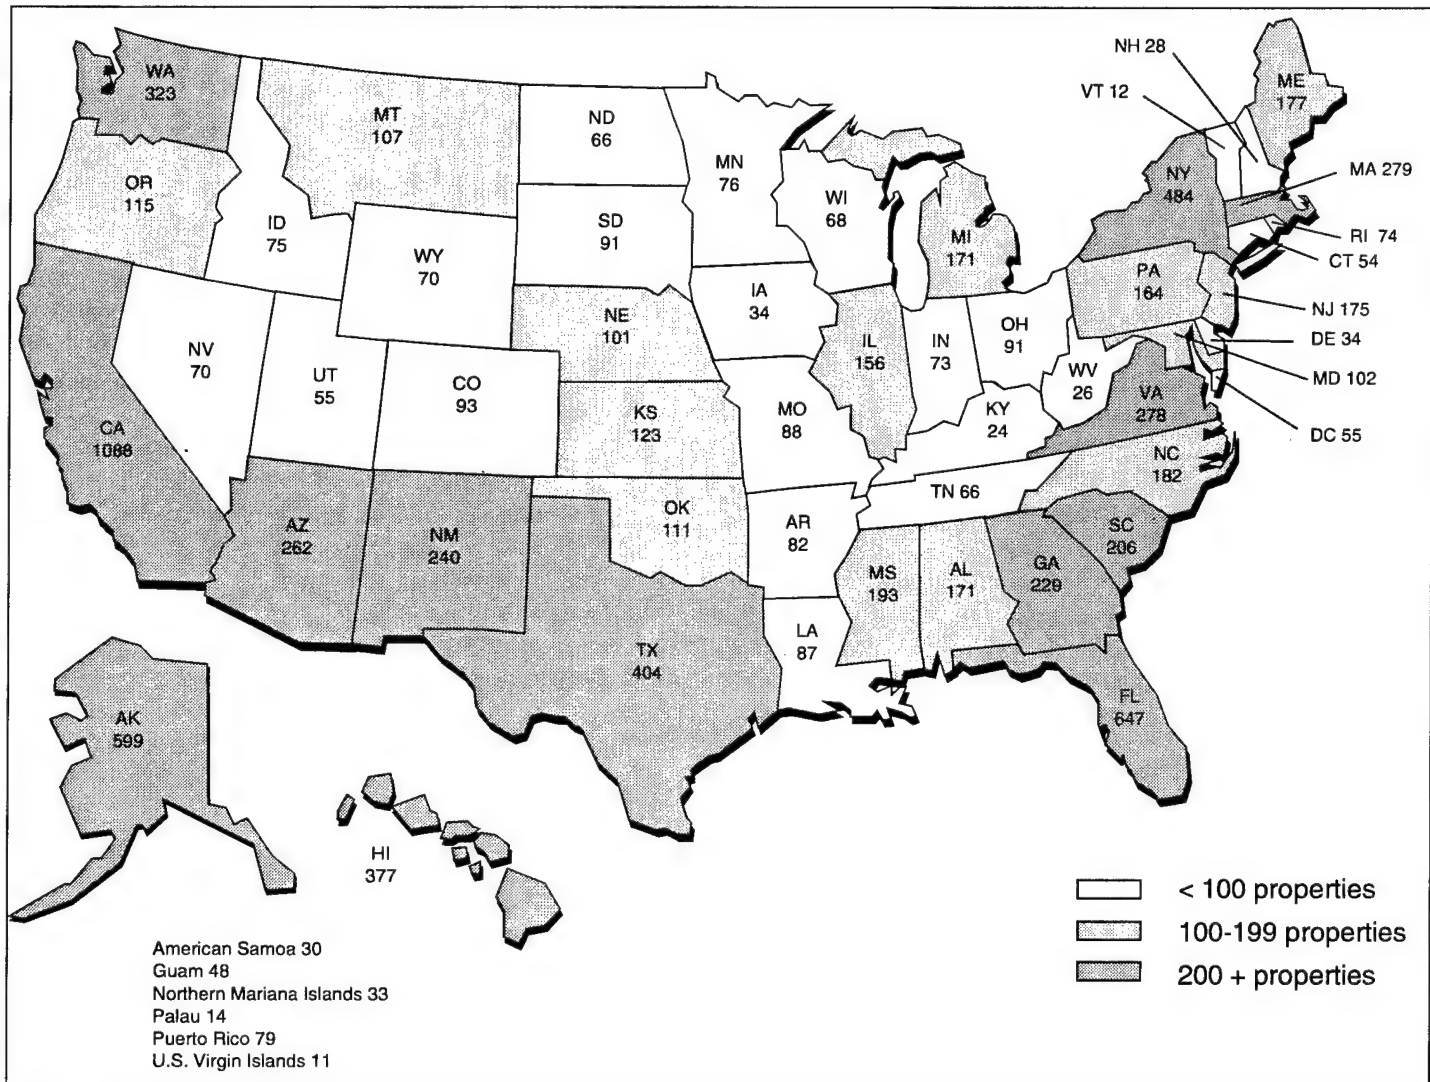 WA
323
MT
107
ND
66
MN
76
NH 28
VT 12
ME
177
OR
115
ID
75
WY
70
SD
91
WI
68
MI
171
NY
484
MA 279
RI 74
CT 54
NE
101
IA
34
IL
156
IN
73
OH
91
PA
164
NJ 175
DE 34
MD 102
DC 55
NV
70
UT
55
CO
93
KS
123
MO
88
KY
24
WV
26
VA
278
CA
1088
AZ
262
NM
240
OK
111
AR
82
TN 66
NC
182
SC
206
MS
193
AL
171
GA
229
TX
404
LA
87
FL
647
AK
599
HI
377
American Samoa 30
Guam 48
Northern Mariana Islands 33
Palau 14
Puerto Rico 79
U.S. Virgin Islands 11
< 100 properties
100-199 properties
200 + properties